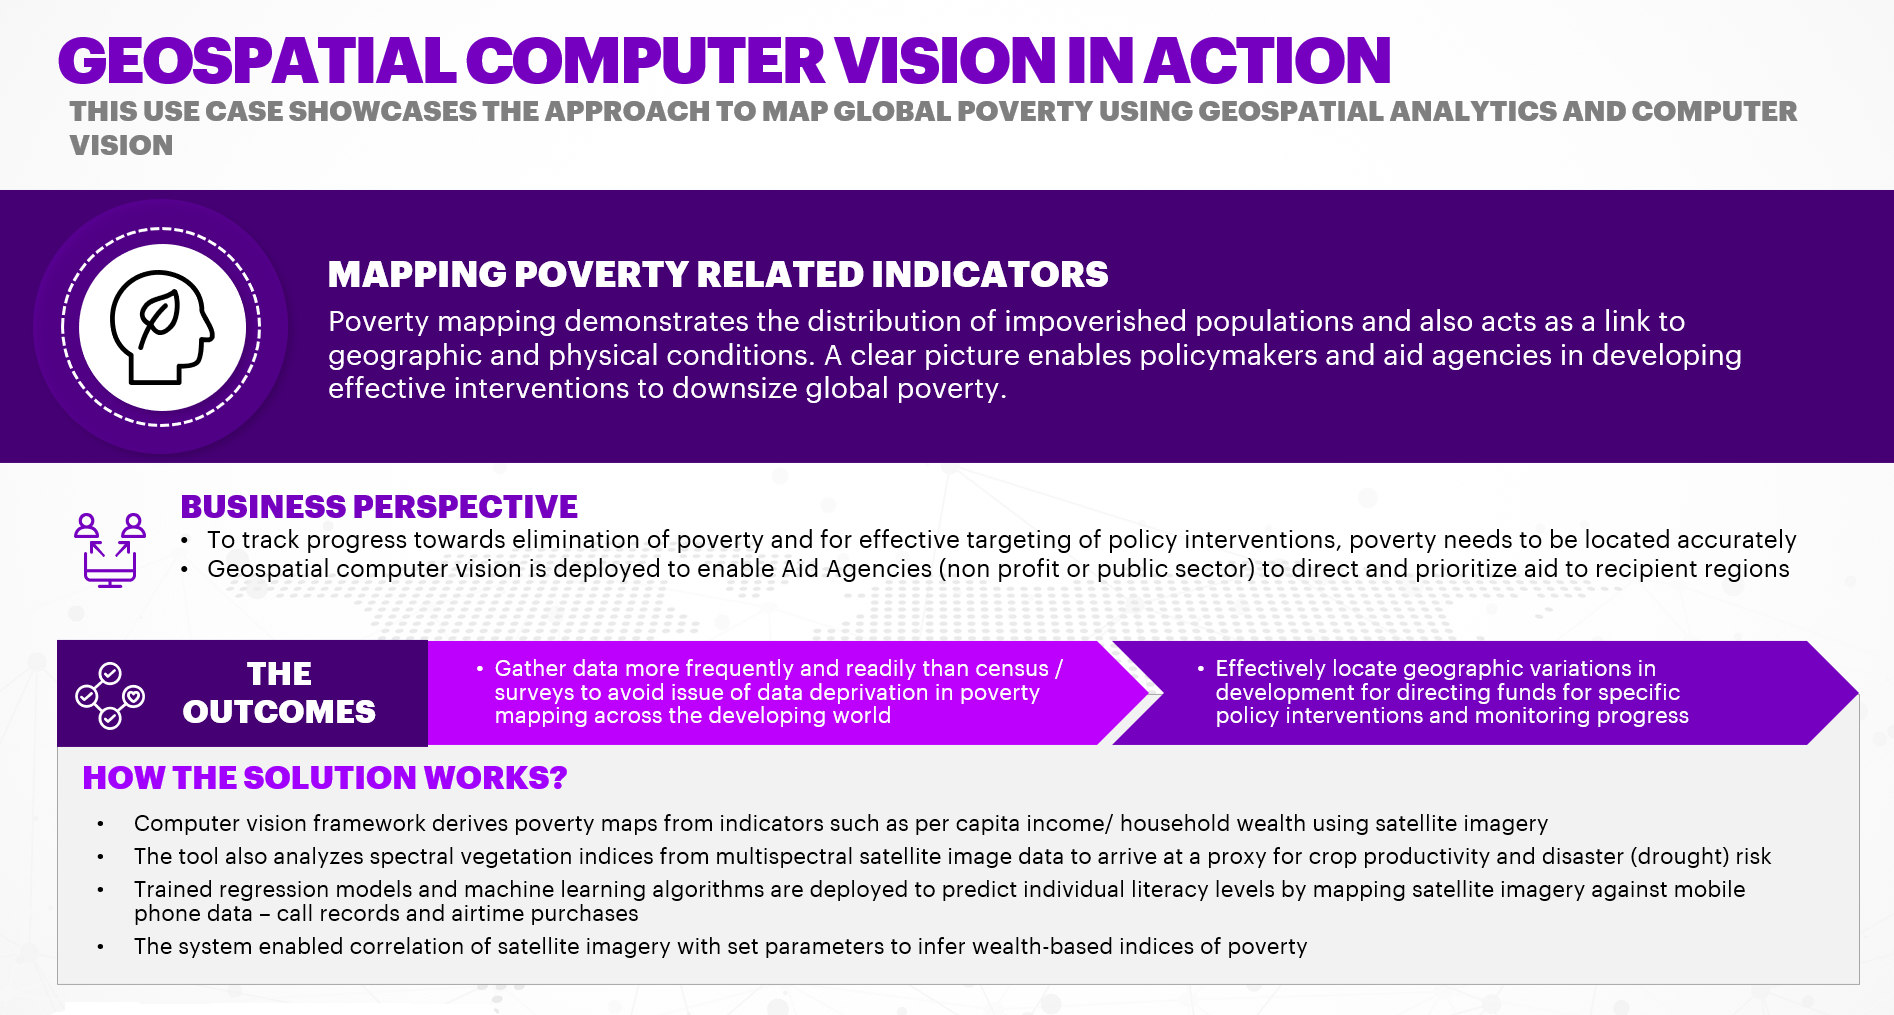 GEOSPATIAL COMPUTER VISION IN ACTION
THIS USE CASE SHOWCASES THE APPROACH TO MAP GLOBAL POVERTY USING GEOSPATIAL ANALYTICS AND COMPUTER
VISION
MAPPING POVERTY RELATED INDICATORS
Poverty mapping demonstrates the distribution of impoverished populations and also acts as a link to
geographic and physical conditions. A clear picture enables policymakers and aid agencies in developing
effective interventions to downsize global poverty.
BUSINESS PERSPECTIVE
• To track progress towards elimination of poverty and for effective targeting of policy interventions, poverty needs to be located accurately
• Geospatial computer vision is deployed to enable Aid Agencies (non profit or public sector) to direct and prioritize aid to recipient regions
THE
OUTCOMES
• Gather data more frequently and readily than census /
surveys to avoid issue of data deprivation in poverty
mapping across the developing world
• Effectively locate geographic variations in
development for directing funds for specific
policy interventions and monitoring progress
HOW THE SOLUTION WORKS?
• Computer vision framework derives poverty maps from indicators such as per capita income/ household wealth using satellite imagery
• The tool also analyzes spectral vegetation indices from multispectral satellite image data to arrive at a proxy for crop productivity and disaster (drought) risk
• Trained regression models and machine learning algorithms are deployed to predict individual literacy levels by mapping satellite imagery against mobile
phone data – call records and airtime purchases
• The system enabled correlation of satellite imagery with set parameters to infer wealth-based indices of poverty